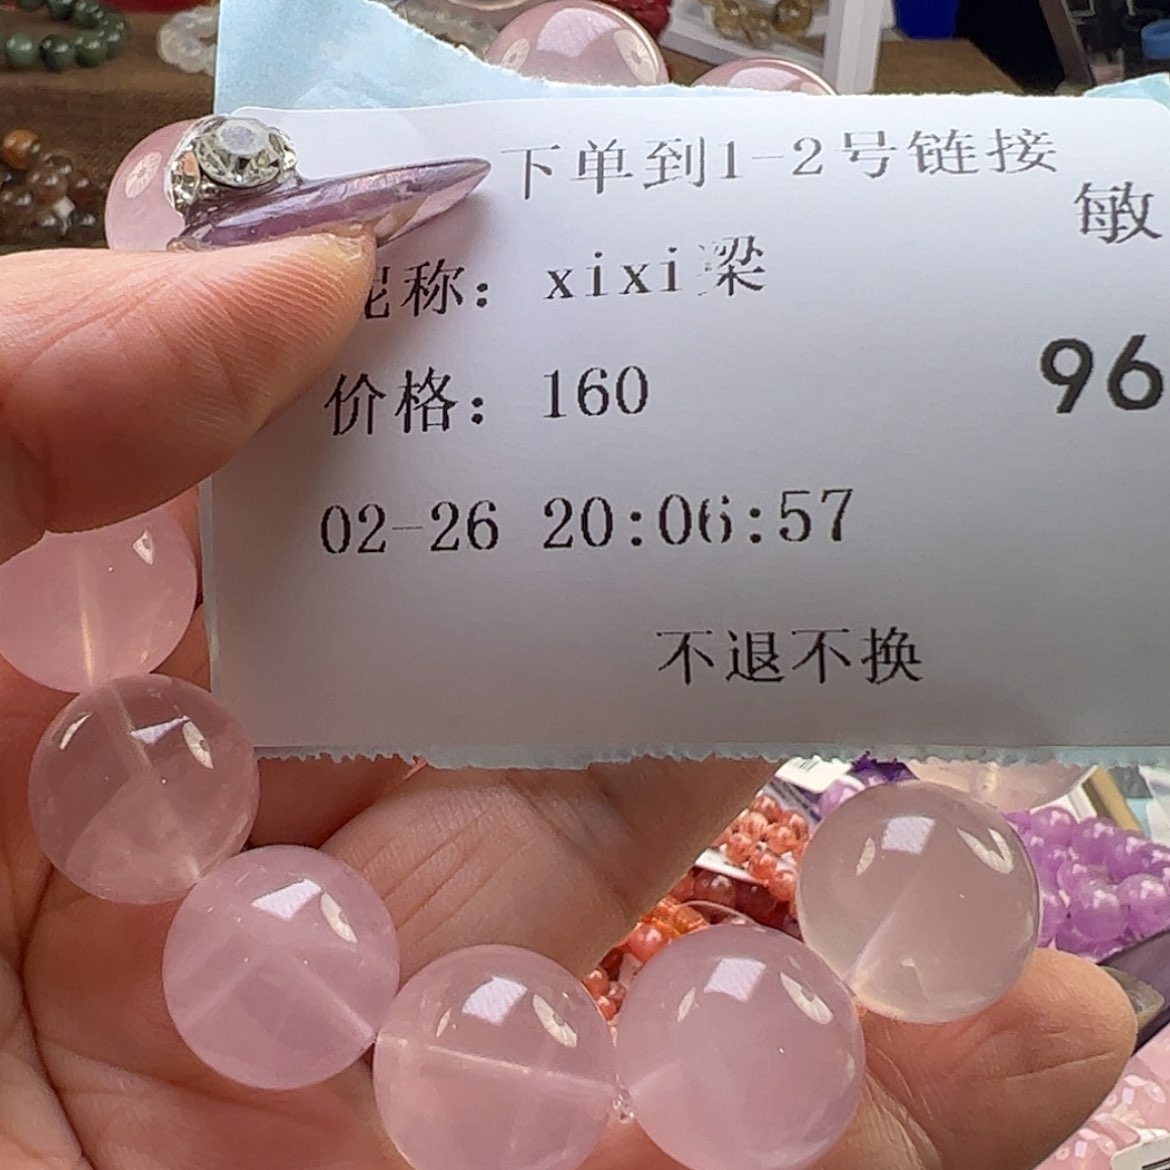 下单到1-2号链接
敏
昵称：xixi梁
价格：160
96
02-26 20:06:57
不退不换